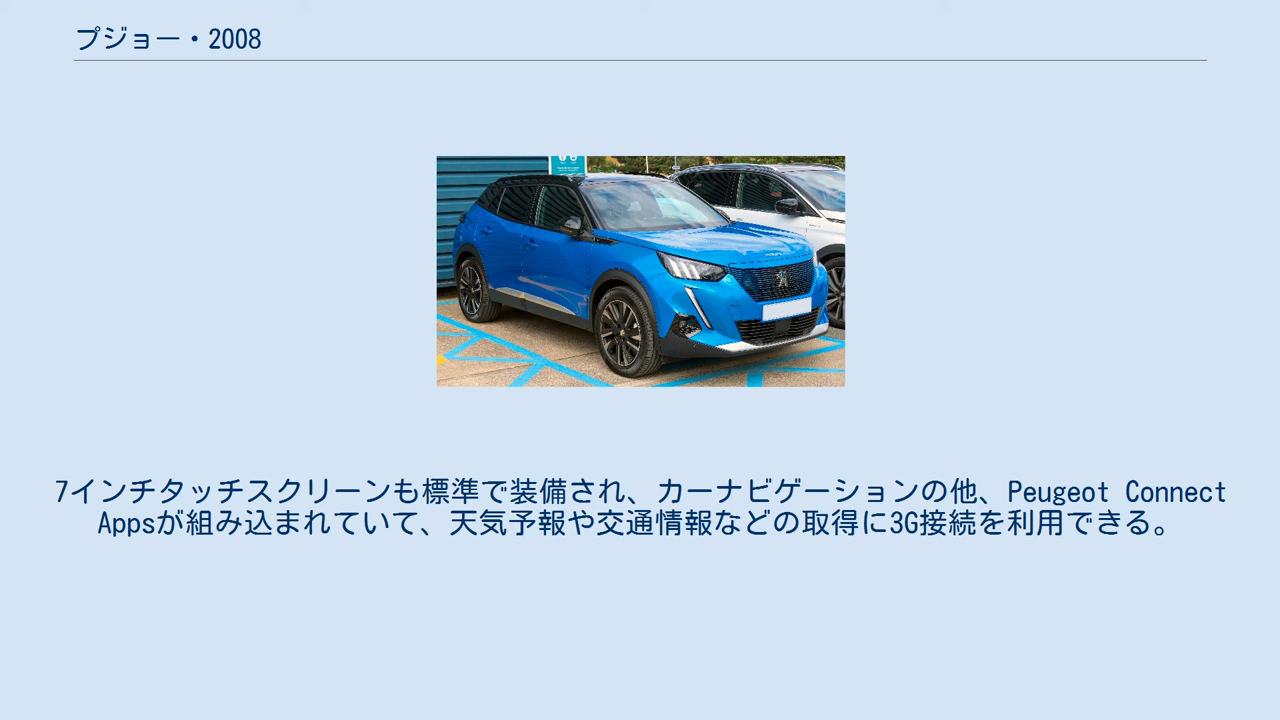 プジョー・2008
7インチタッチスクリーンも標準で装備され、カーナビゲーションの他、Peugeot Connect
Appsが組み込まれていて、天気予報や交通情報などの取得に3G接続を利用できる。